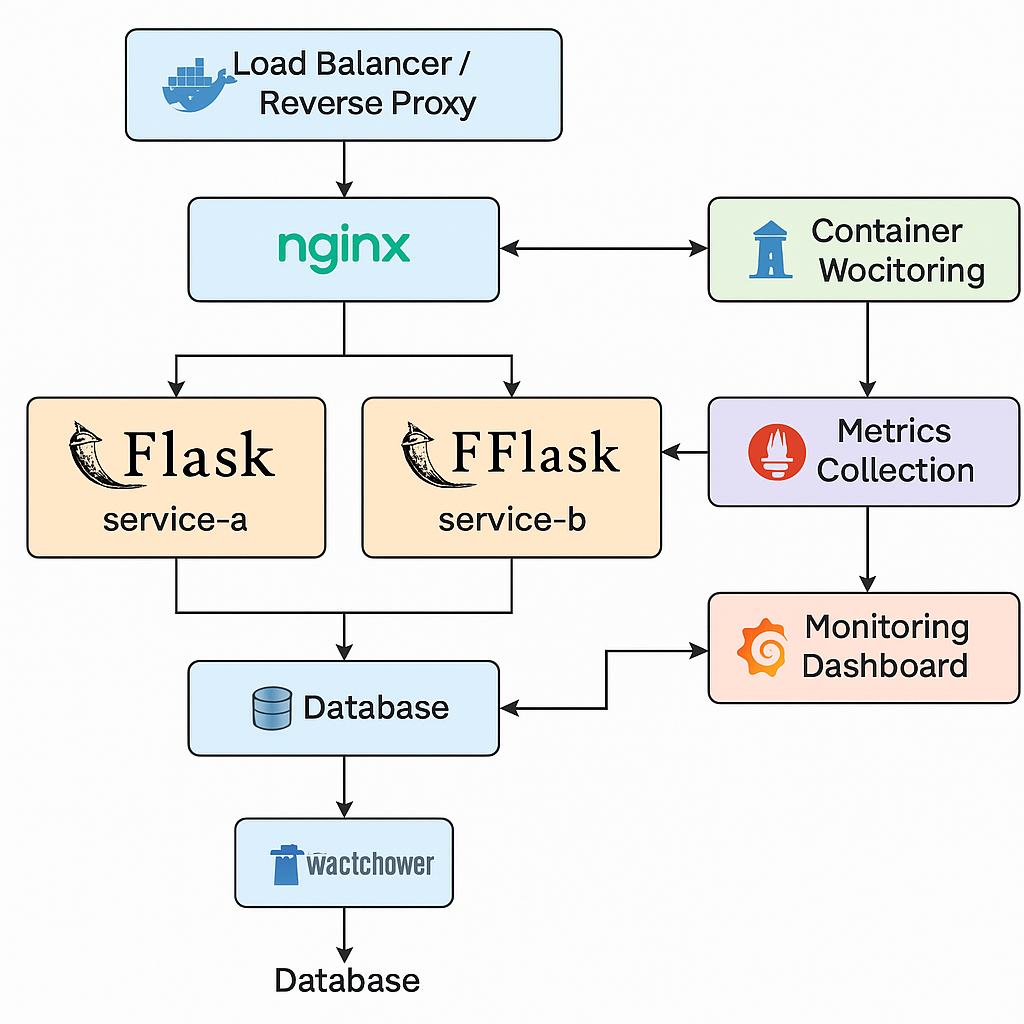 Load Balancer /
Reverse Proxy
nginx
Container
Wocitoring
Flask
service-a
FFlask
service-b
Metrics
Collection
Monitoring
Dashboard
Database
wactchower
Database